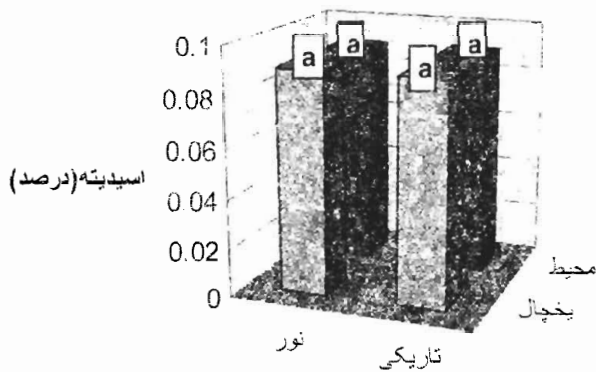 0.1
0.08
0.06
0.04
0.02
0
اسیدیته(درصد)
a
a
a
a
نور
تاریکی
یخچال
محیط